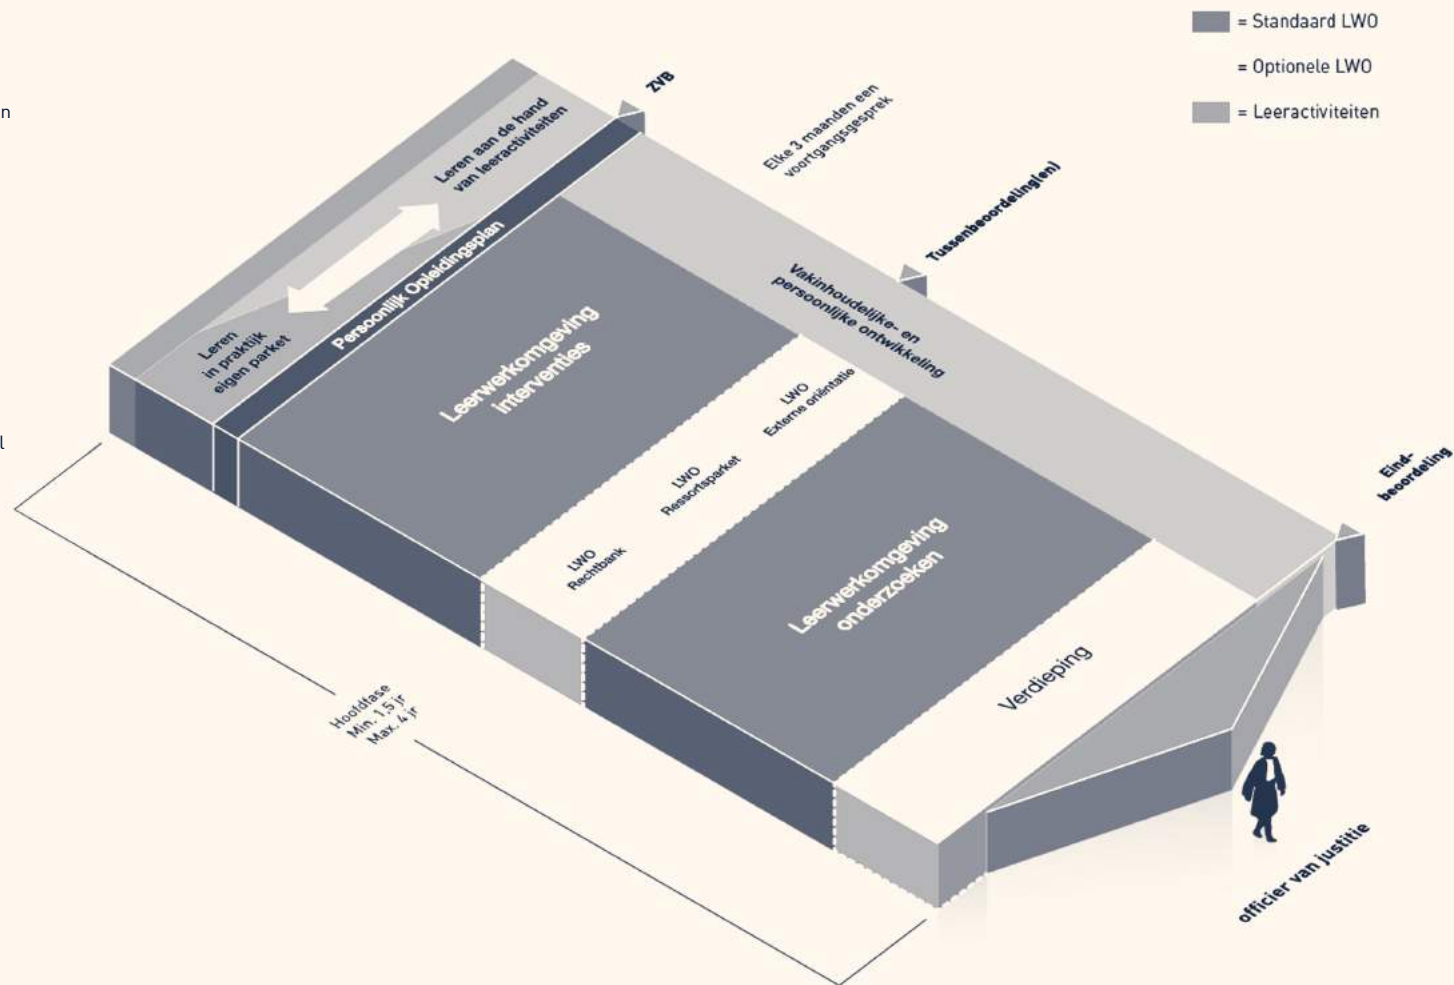 = Standaard LWO
= Optionele LWO
= Leeractiviteiten
n
l
ZVB
Elke 3 maanden een
voortgangsgesprek
Tussenbeoordeling(en)
Eind-
beoordeling
Leren aan de hand
van leeractiviteiten
Leren
in praktijk
eigen parket
Persoonlijk Opleidingsplan
Vakinhoudelijke- en
persoonlijke ontwikkeling
Leerwerkomgeving
interventies
LWO
Externe oriëntatie
LWO
Ressortsparket
LWO
Rechtbank
Leerwerkomgeving
onderzoeken
Verdieping
Hoofdfase
Min. 1,5 jr
Max. 4 jr
officier van justitie